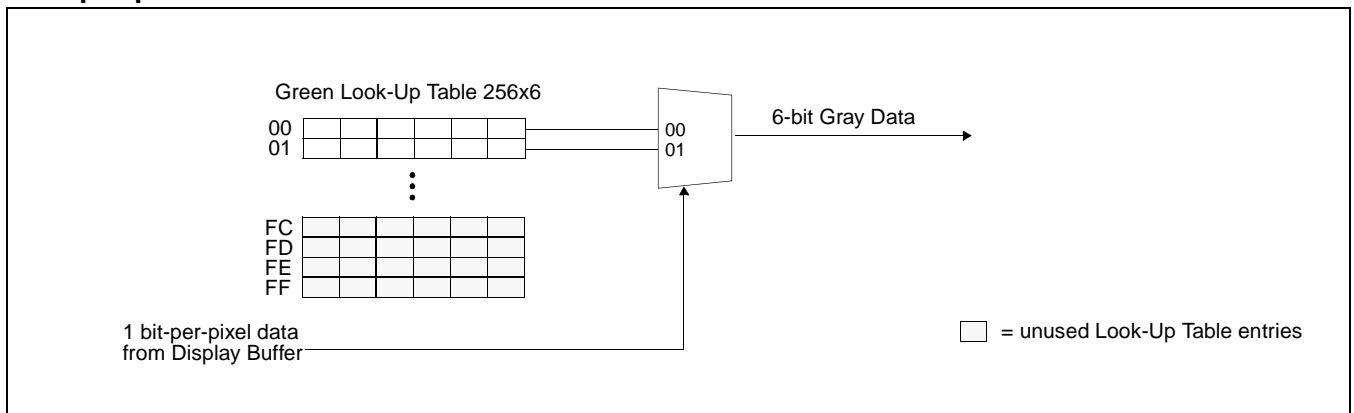 Green Look-Up Table 256x6
00
01
00
01
6-bit Gray Data
FC
FD
FE
FF
1 bit-per-pixel data
from Display Buffer
= unused Look-Up Table entries